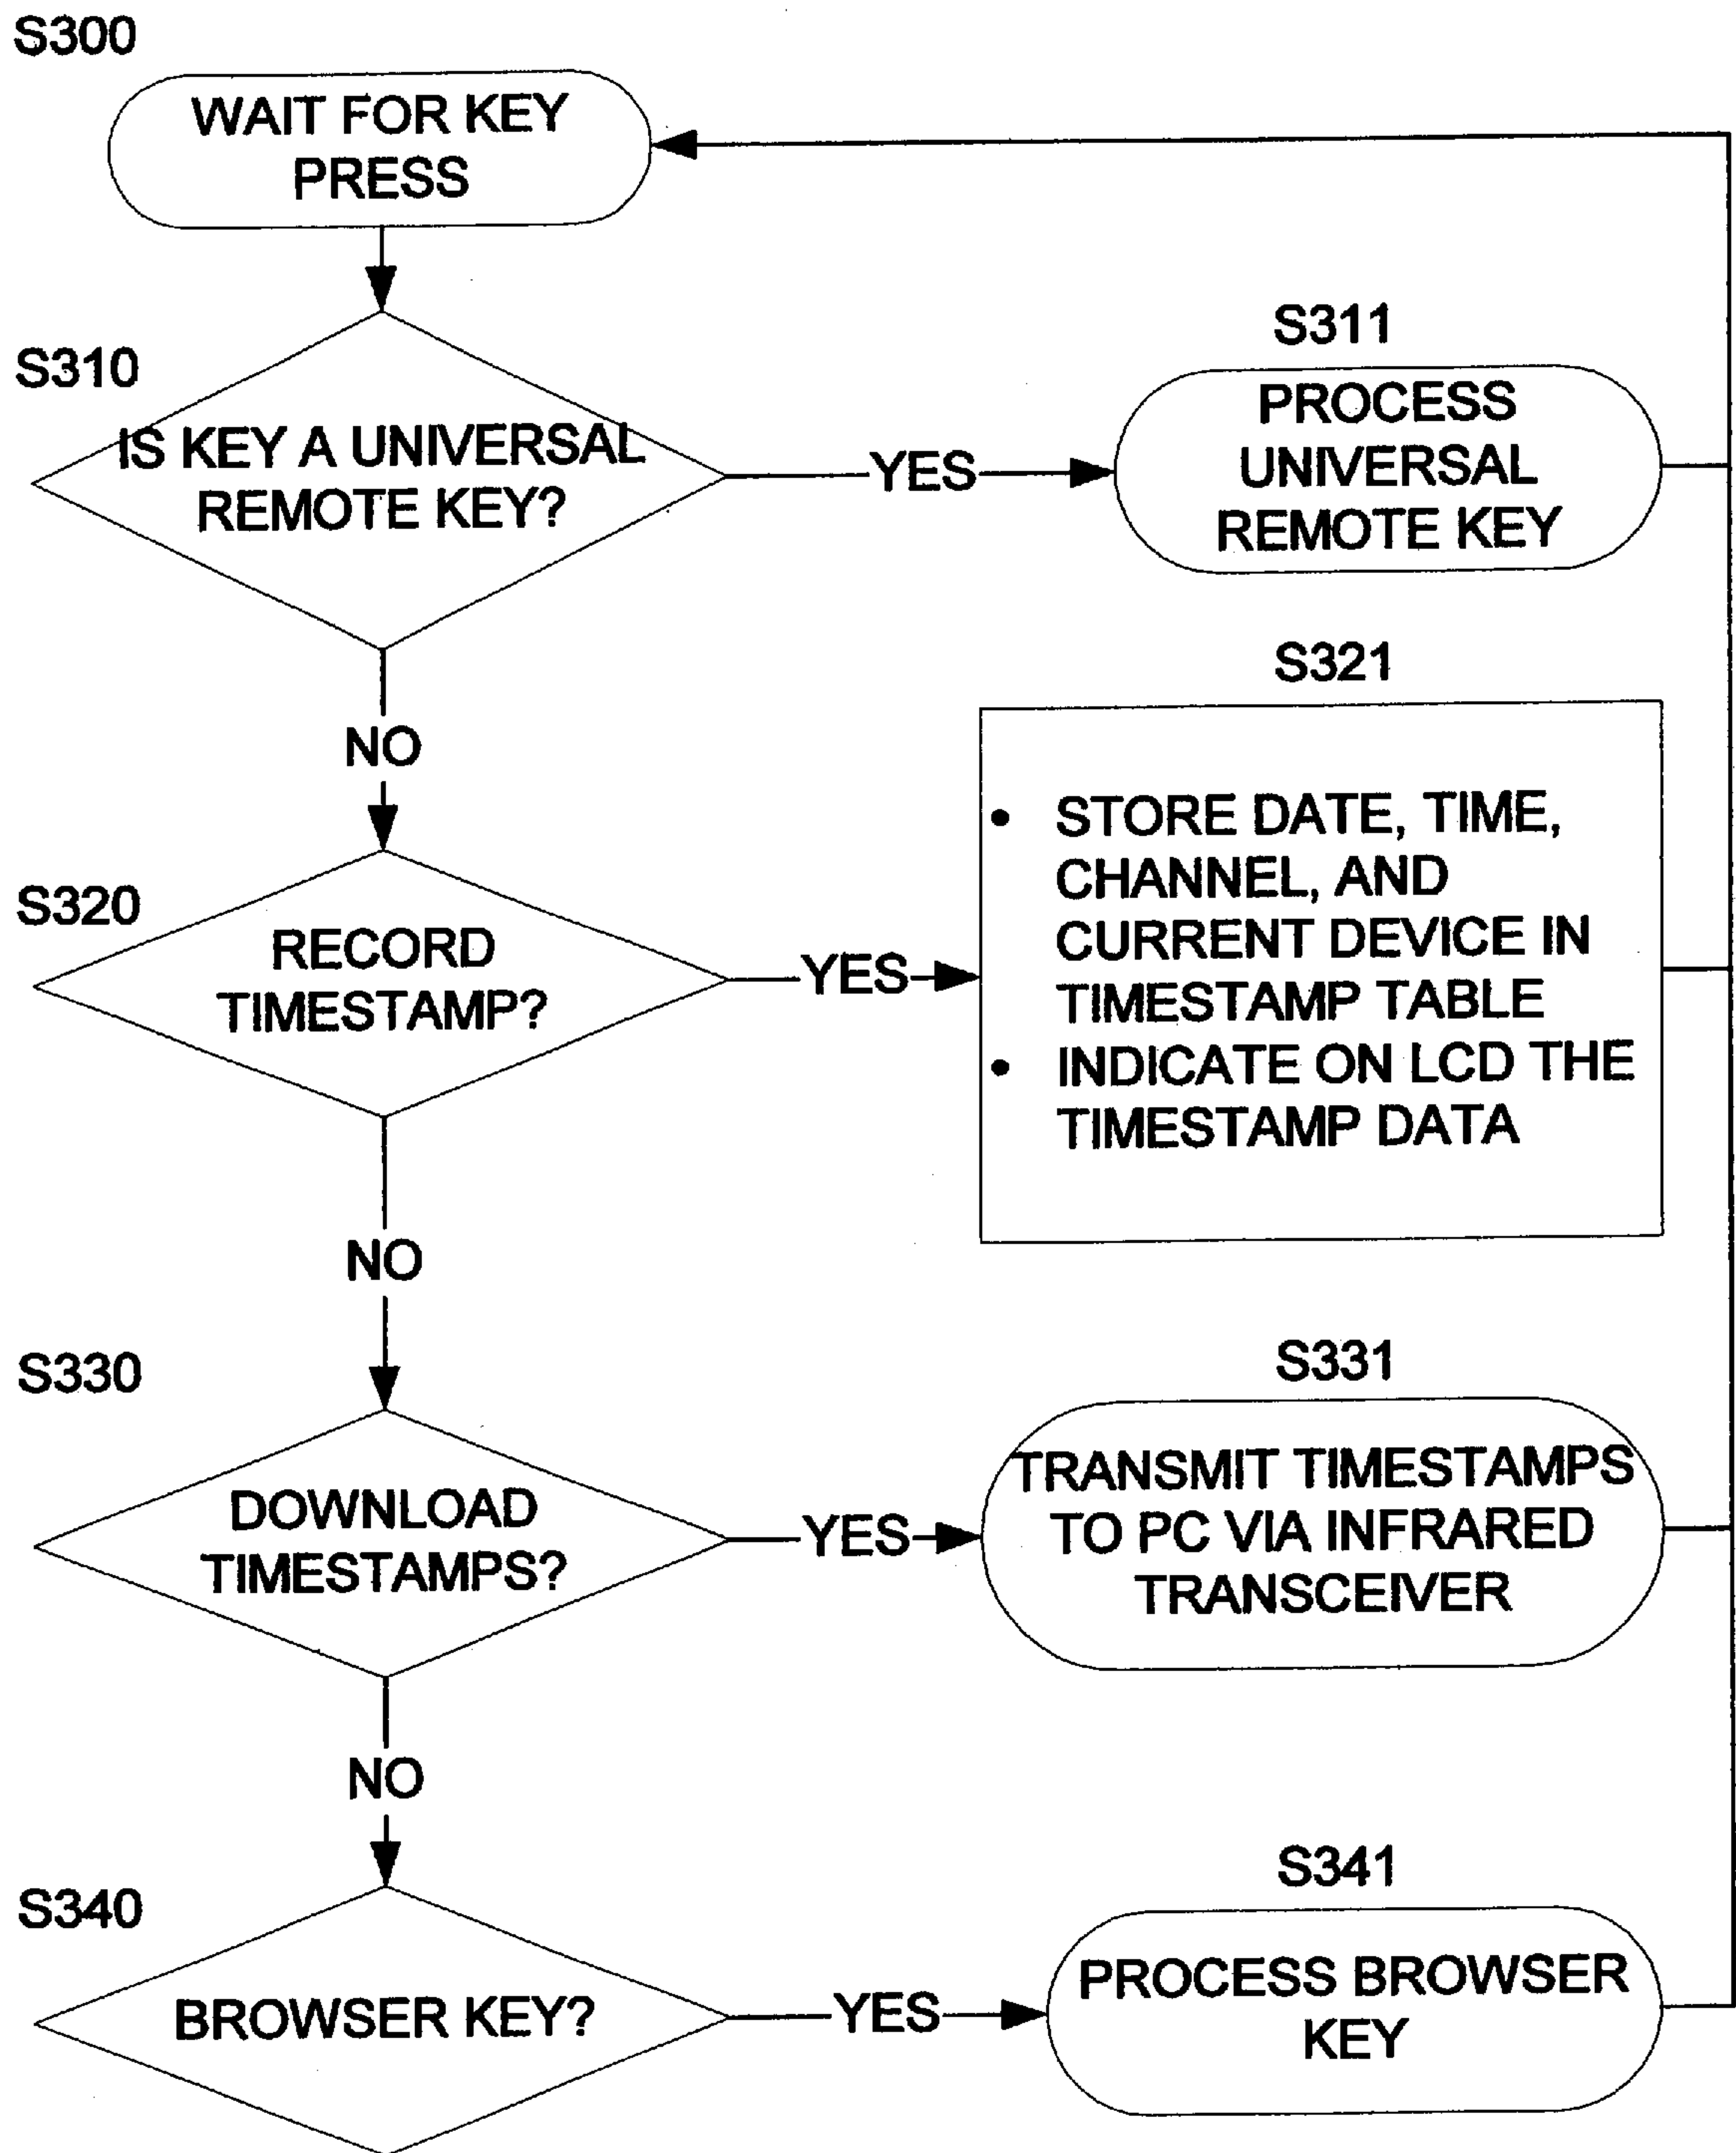 S300
WAIT FOR KEY
PRESS
S310
IS KEY A UNIVERSAL
REMOTE KEY?
YES
S311
PROCESS
UNIVERSAL
REMOTE KEY
NO
S320
RECORD
TIMESTAMP?
YES
S321
• STORE DATE, TIME,
CHANNEL, AND
CURRENT DEVICE IN
TIMESTAMP TABLE
• INDICATE ON LCD THE
TIMESTAMP DATA
NO
S330
DOWNLOAD
TIMESTAMPS?
YES
S331
TRANSMIT TIMESTAMPS
TO PC VIA INFRARED
TRANSCEIVER
NO
S340
BROWSER KEY?
YES
S341
PROCESS BROWSER
KEY